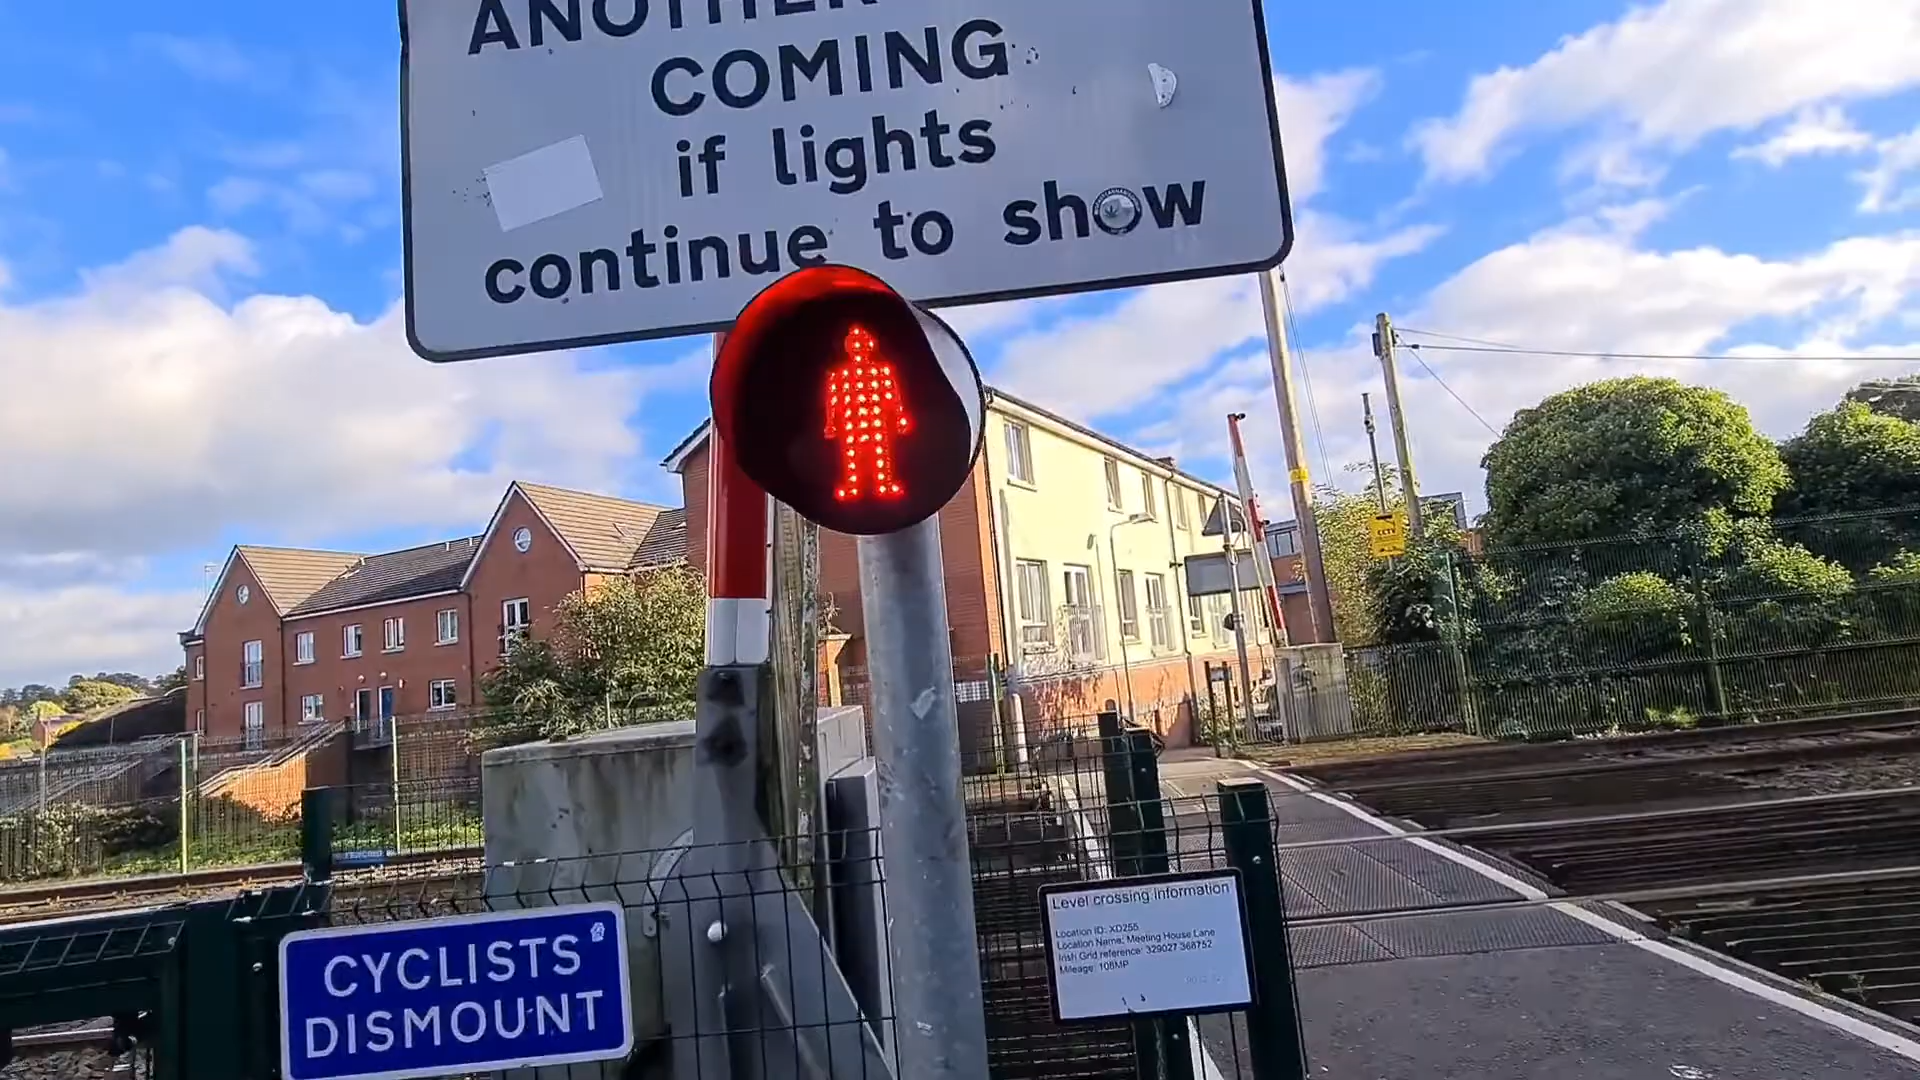 ANOTHER
COMING
if lights
continue to show
CYCLISTS
DISMOUNT
Level crossing information
Location ID: XD255
Location Name: Meeting House Lane
Irish Grid reference: 329027 368752
Mileage: 108MP